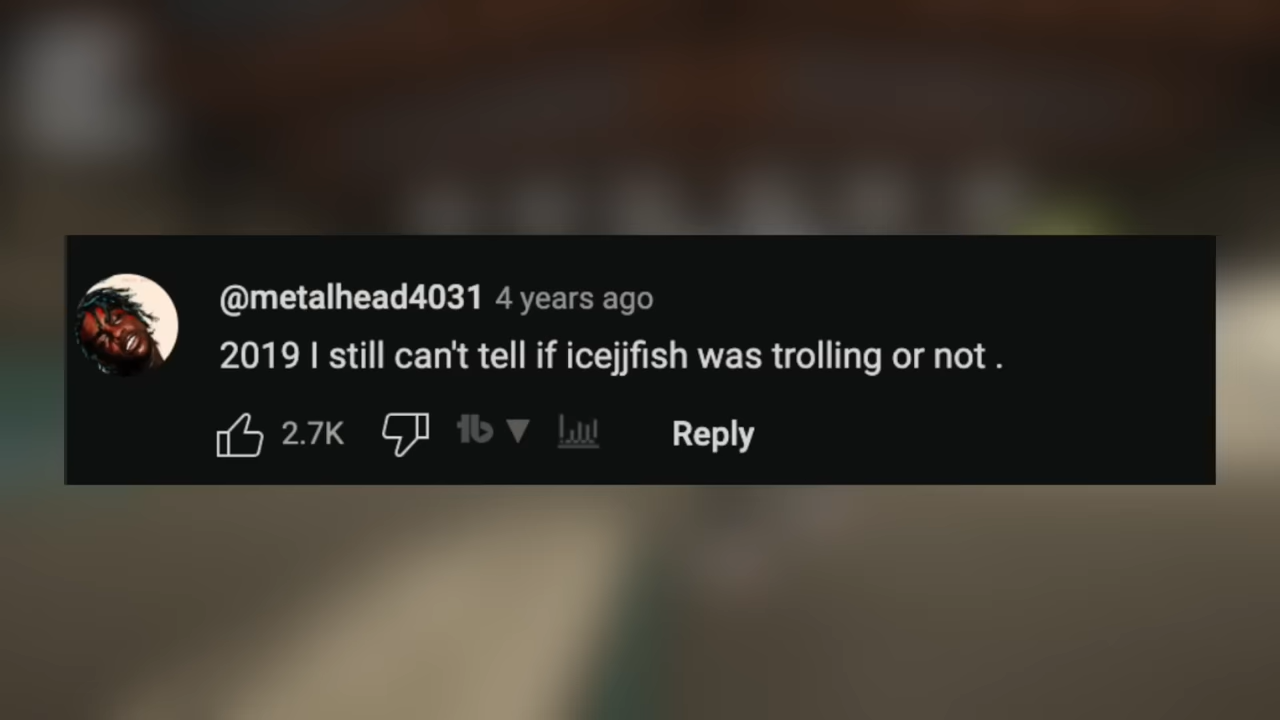 @metalhead4031 4 years ago
2019 I still can't tell if icejjfish was trolling or not .
2.7K Reply